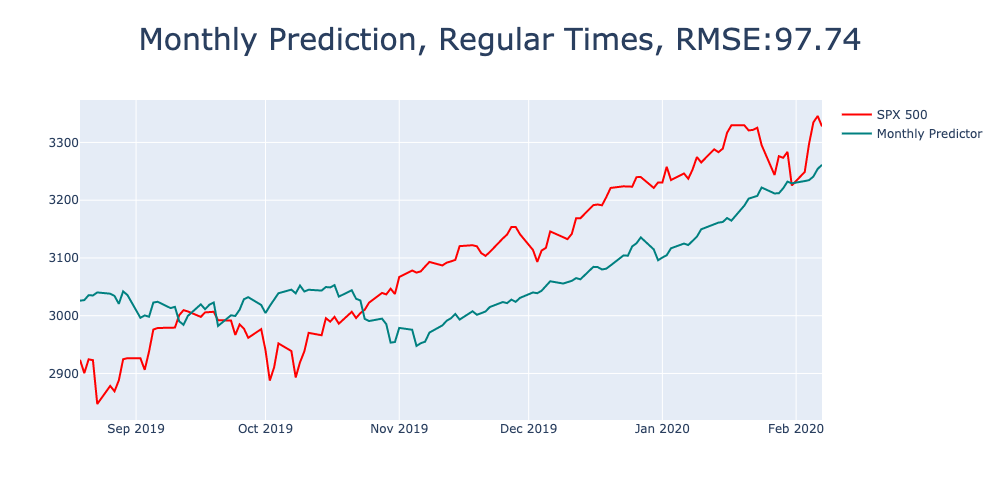 Monthly Prediction, Regular Times, RMSE:97.74
SPX 500
Monthly Predictor
3300
3200
3100
3000
2900
Sep 2019 Oct 2019 Nov 2019 Dec 2019 Jan 2020 Feb 2020